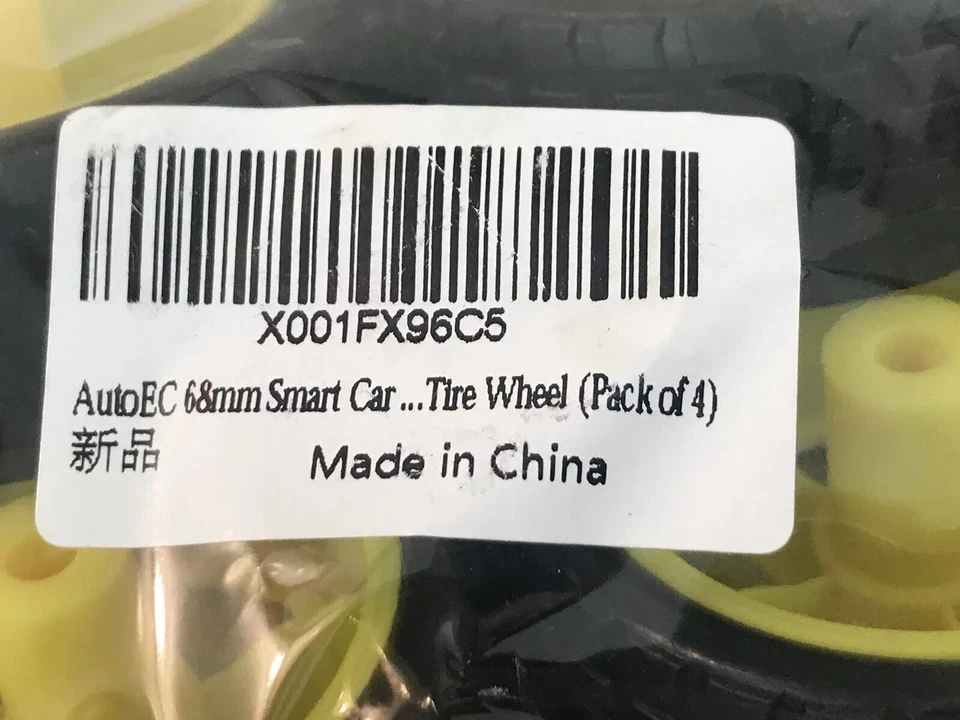 X001FX96C5
AutoEC 68mm Smart Car ...Tire Wheel (Pack of 4)
新品
Made in China